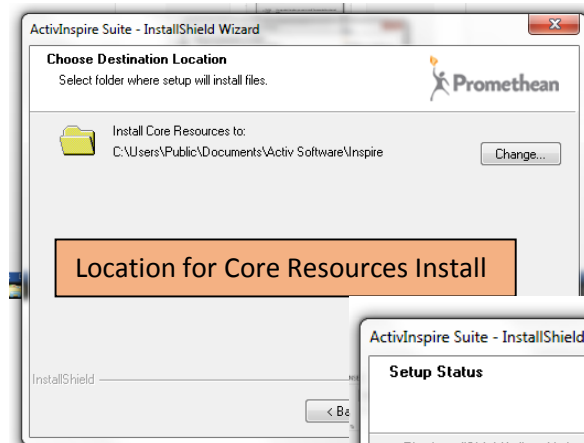 ActivInspire Suite - InstallShield Wizard
Choose Destination Location
Select folder where setup will install files.
Promethean
Install Core Resources to:
C:\Users\Public\Documents\Activ Software\Inspire
Change...
Location for Core Resources Install
InstallShield
< Ba
ActivInspire Suite - InstallShield
Setup Status